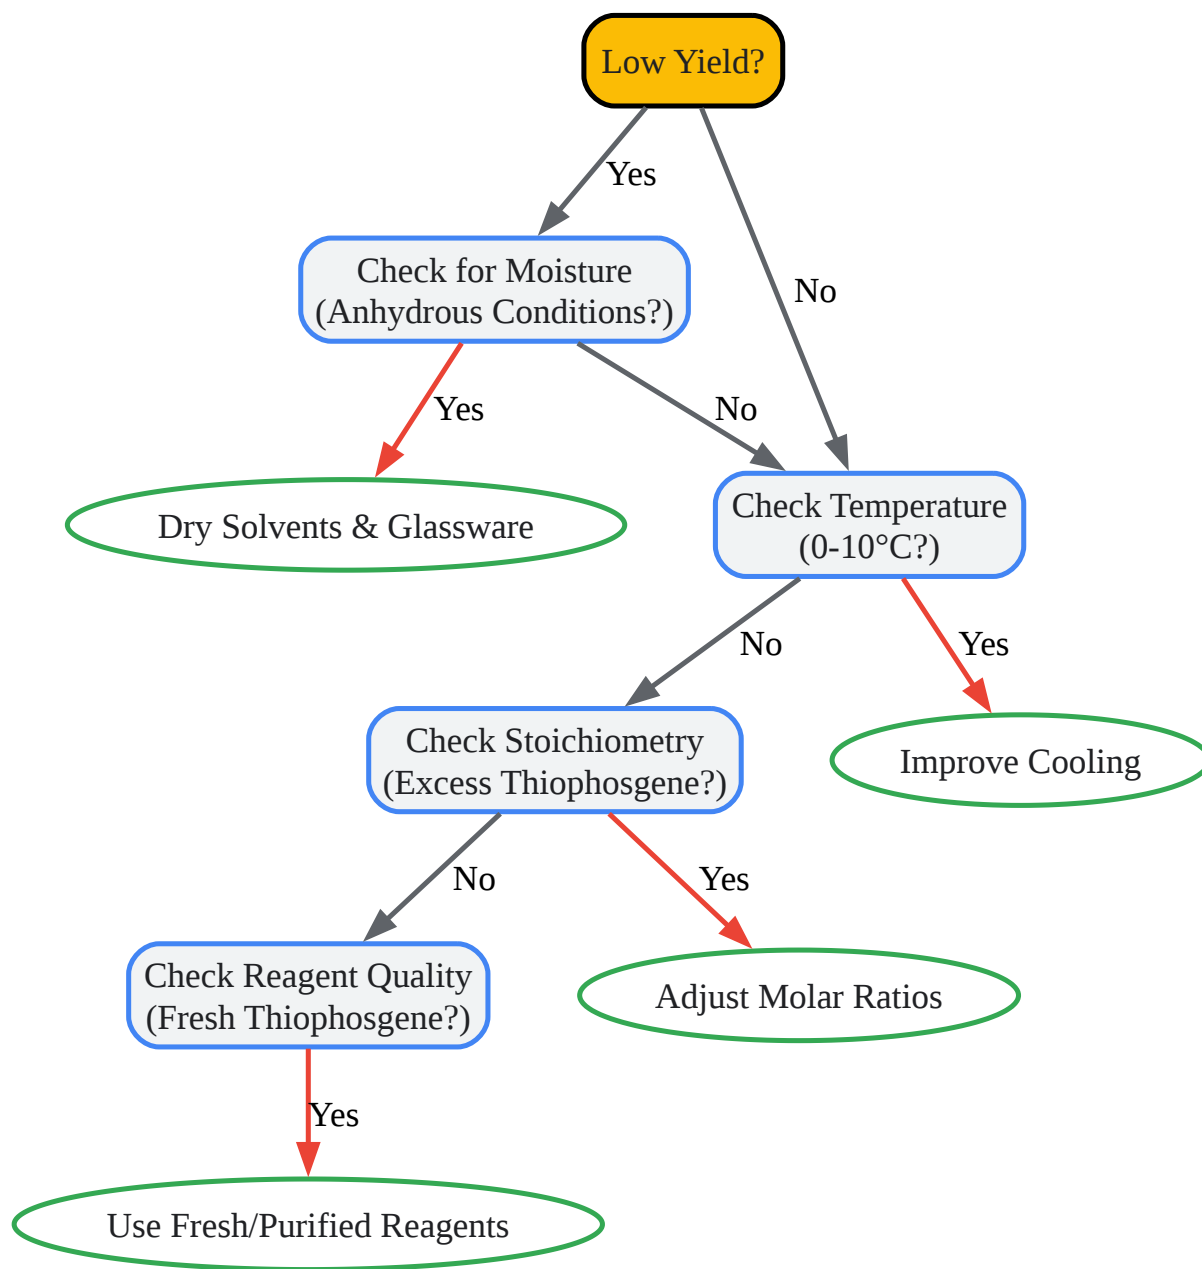 Low Yield?
Yes
No
Check for Moisture
(Anhydrous Conditions?)
Yes
No
Dry Solvents & Glassware
Check Temperature
(0-10°C?)
No
Yes
Check Stoichiometry
(Excess Thiophosgene?)
Improve Cooling
No
Yes
Check Reagent Quality
(Fresh Thiophosgene?)
Adjust Molar Ratios
Yes
Use Fresh/Purified Reagents